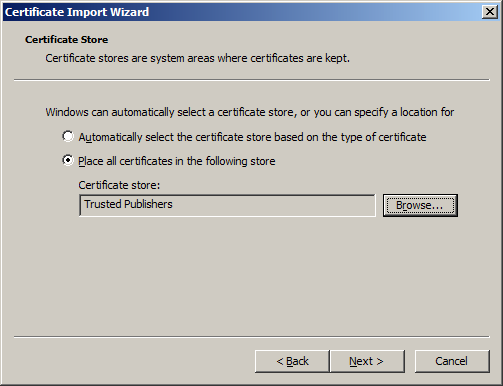 Certificate Import Wizard
Certificate Store
Certificate stores are system areas where certificates are kept.
Windows can automatically select a certificate store, or you can specify a location for
Automatically select the certificate store based on the type of certificate
Place all certificates in the following store
Certificate store:
Trusted Publishers
Browse...
< Back
Next >
Cancel